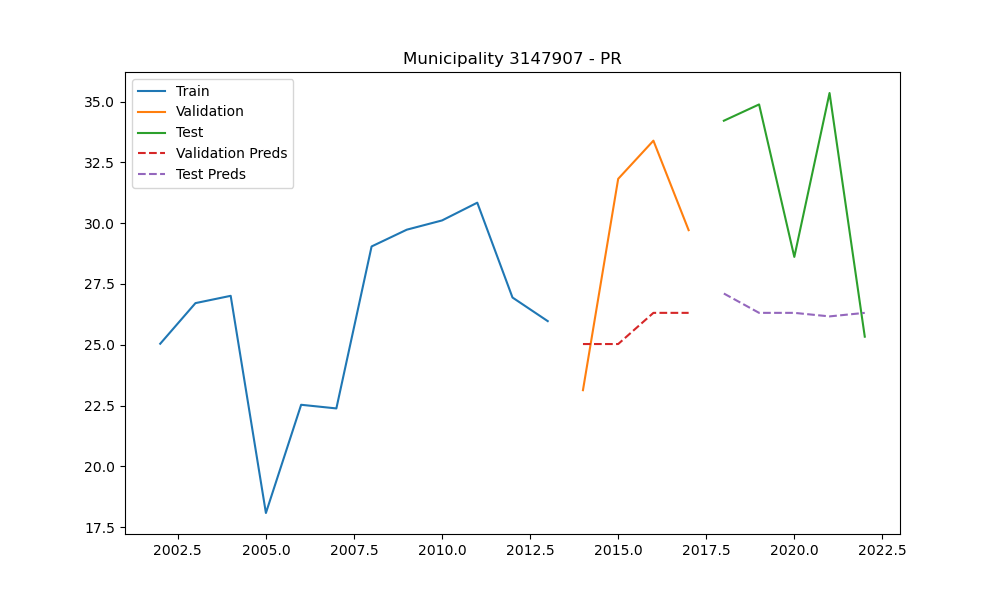 Municipality 3147907 - PR
Train
Validation
Test
Validation Preds
Test Preds
35.0
32.5
30.0
27.5
25.0
22.5
20.0
17.5
2002.5 2005.0 2007.5 2010.0 2012.5 2015.0 2017.5 2020.0 2022.5